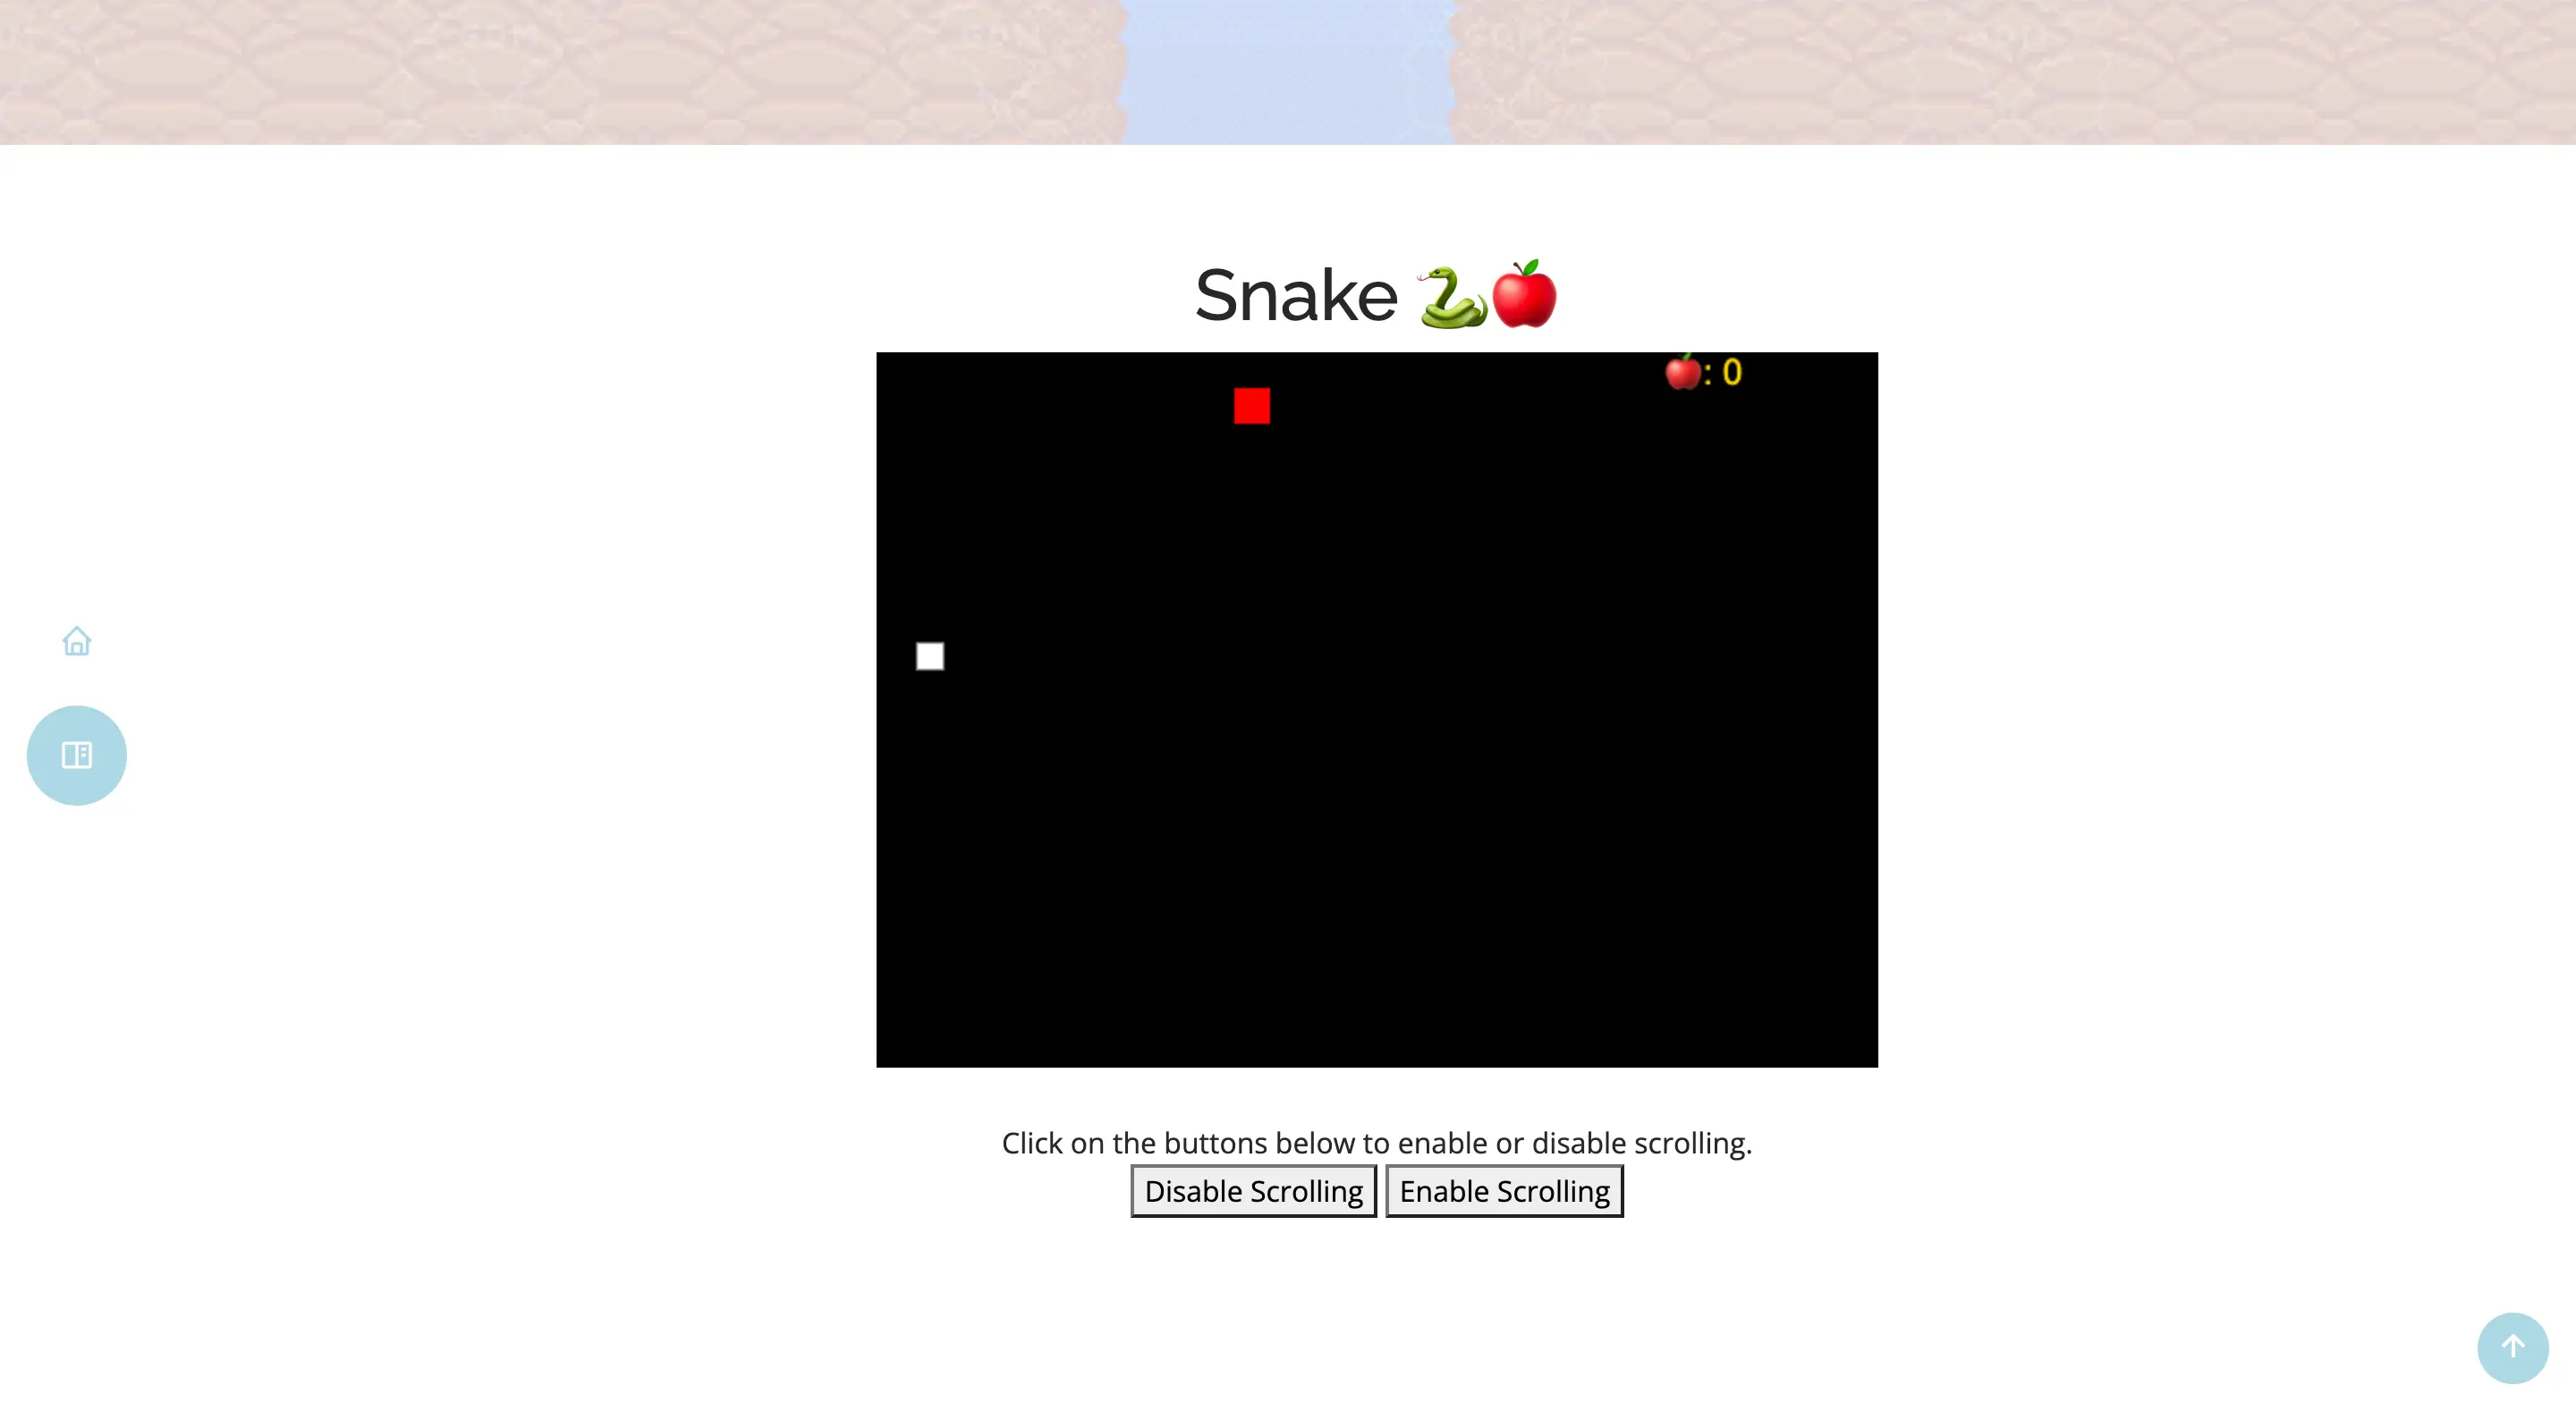 Snake 🐍🍎
🍎: 0
Click on the buttons below to enable or disable scrolling.
Disable Scrolling Enable Scrolling